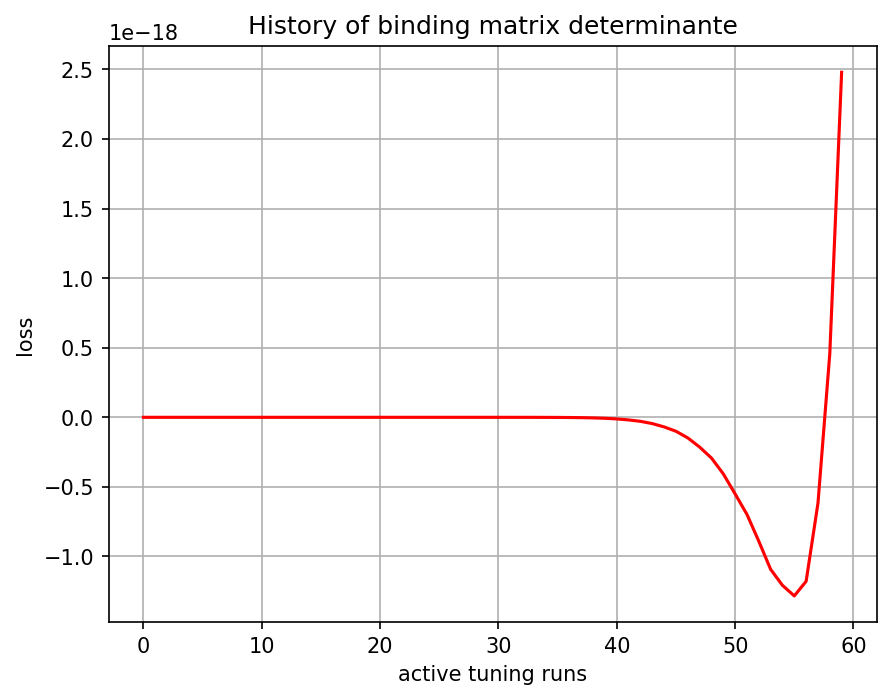 History of binding matrix determinante
1e−18
2.5
2.0
1.5
1.0
0.5
0.0
−0.5
−1.0
loss
0 10 20 30 40 50 60
active tuning runs